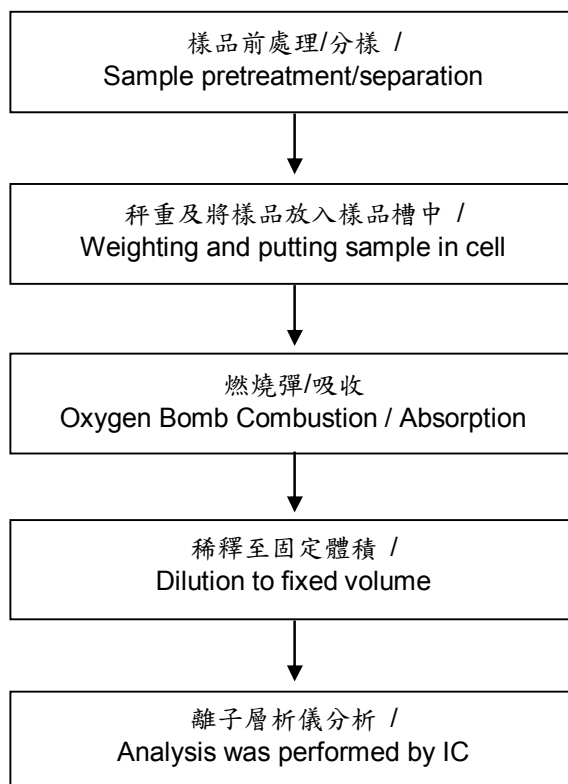 樣品前處理/分樣 /
Sample pretreatment/separation
秤重及將樣品放入樣品槽中 /
Weighting and putting sample in cell
燃燒彈/吸收
Oxygen Bomb Combustion / Absorption
稀釋至固定體積 /
Dilution to fixed volume
離子層析儀分析 /
Analysis was performed by IC